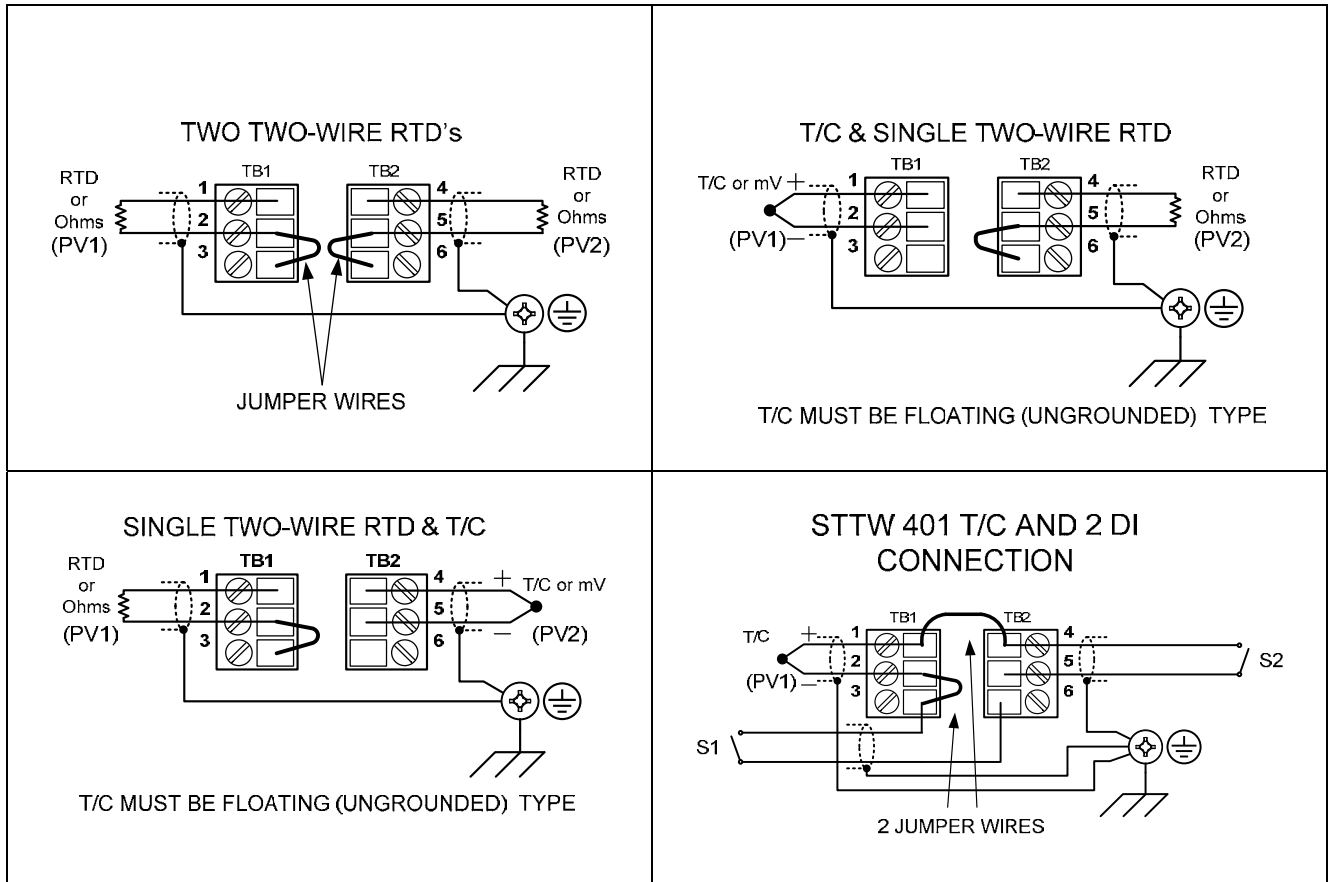 TWO TWO-WIRE RTD's
TB1
TB2
RTD
or
Ohms
(PV1)
1
2
3
4
5
6
RTD
or
Ohms
(PV2)
JUMPER WIRES
T/C & SINGLE TWO-WIRE RTD
TB1
TB2
T/C or mV +
(PV1) –
1
2
3
4
5
6
RTD
or
Ohms
(PV2)
T/C MUST BE FLOATING (UNGROUNDED) TYPE
SINGLE TWO-WIRE RTD & T/C
TB1
TB2
RTD
or
Ohms
(PV1)
1
2
3
4
5
6
+ T/C or mV
– (PV2)
T/C MUST BE FLOATING (UNGROUNDED) TYPE
STTW 401 T/C AND 2 DI
CONNECTION
TB1
TB2
T/C +
(PV1) –
1
2
3
4
5
6
S2
S1
2 JUMPER WIRES